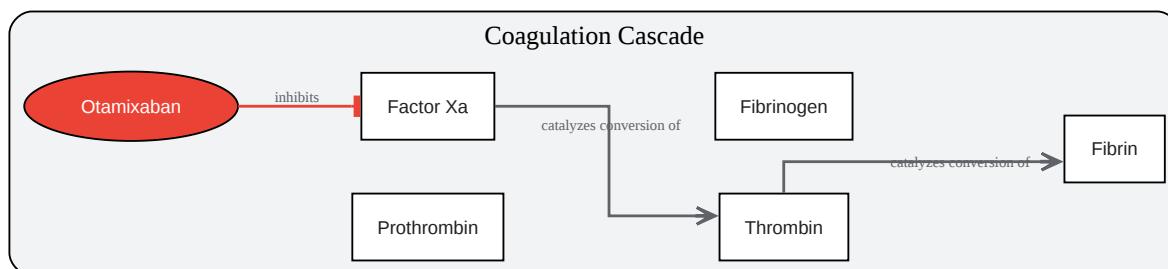 Coagulation Cascade
Otamixaban
inhibits
Factor Xa
catalyzes conversion of
Fibrinogen
catalyzes conversion of
Fibrin
Prothrombin
Thrombin